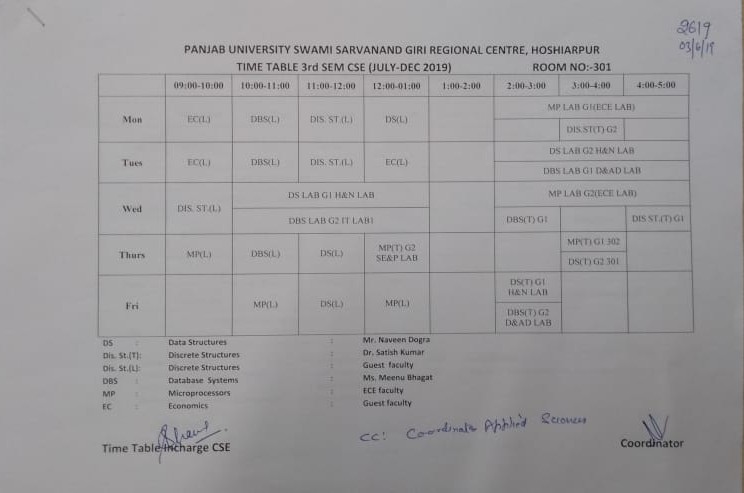 2619
03/6/19
PANJAB UNIVERSITY SWAMI SARVANAND GIRI REGIONAL CENTRE, HOSHIARPUR
TIME TABLE 3rd SEM CSE (JULY-DEC 2019) ROOM NO:-301
09:00-10:00 10:00-11:00 11:00-12:00 12:00-01:00 1:00-2:00 2:00-3:00 3:00-4:00 4:00-5:00
Mon EC(L) DBS(L) DIS. ST.(L) DS(L) MP LAB G1(ECE LAB)
DIS.ST(T) G2
Tues EC(L) DBS(L) DIS. ST.(L) EC(L) DS LAB G2 H&N LAB
DBS LAB G1 D&AD LAB
Wed DIS. ST.(L) DS LAB G1 H&N LAB MP LAB G2(ECE LAB)
DBS LAB G2 IT LAB1 DBS(T) G1 DIS ST.(T) G1
Thurs MP(L) DBS(L) DS(L) MP(T) G2 SE&P LAB MP(T) G1.302
DS(T) G2.301
Fri MP(L) DS(L) MP(L) DS(T) G1 H&N LAB
DBS(T) G2 D&AD LAB
DS : Data Structures : Mr. Naveen Dogra
Dis. St.(T): Discrete Structures : Dr. Satish Kumar
Dis. St.(L): Discrete Structures : Guest faculty
DBS : Database Systems : Ms. Meenu Bhagat
MP : Microprocessors : ECE faculty
EC : Economics : Guest faculty
CC: Coordinator Applied Sciences
Time Table Incharge CSE Coordinator